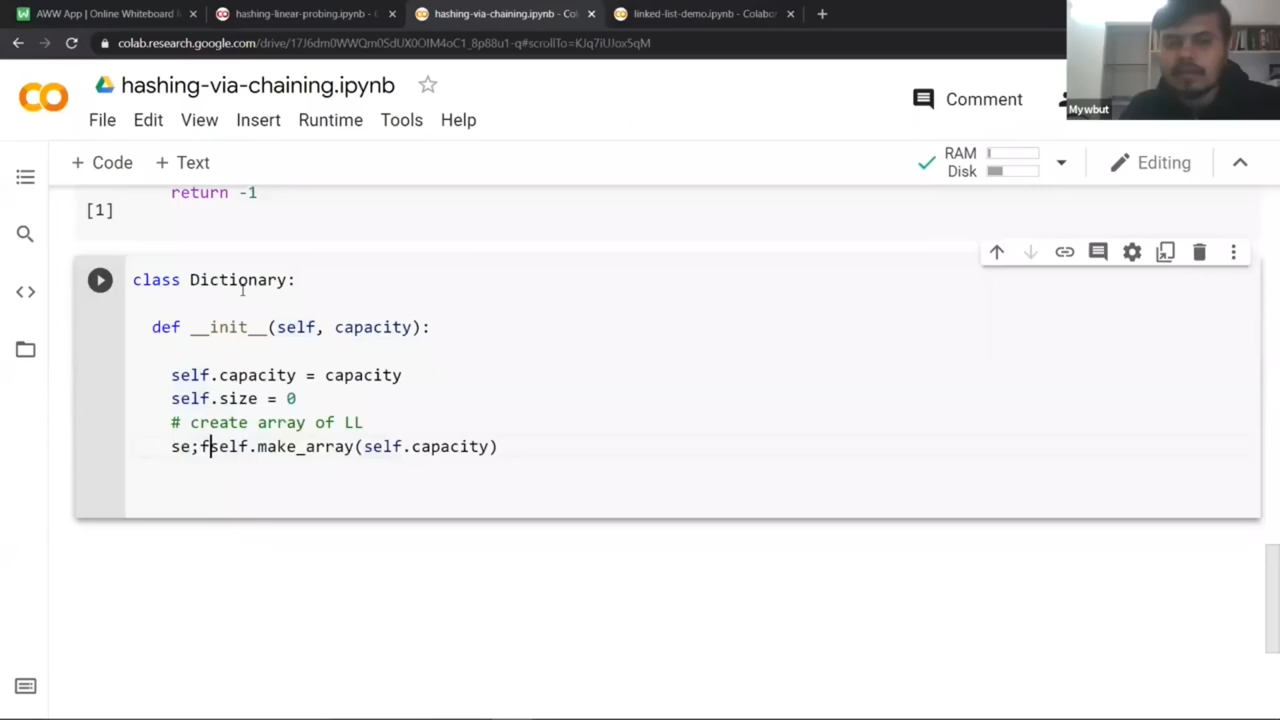 AWW App | Online Whiteboard
hashing-linear-probing.ipynb -
hashing-via-chaining.ipynb - Col
linked-list-demo.ipynb - Colabor
colab.research.google.com/drive/17J6dm0WWQm0SdUX0OIM4oC1_8p88u1-q#scrollTo=KJq7iUJox5qM
Mywbut
CO
hashing-via-chaining.ipynb
Comment
File Edit View Insert Runtime Tools Help
+ Code + Text
RAM
Disk
Editing
return -1
[1]
class Dictionary:
def __init__(self, capacity):
self.capacity = capacity
self.size = 0
# create array of LL
se;fself.make_array(self.capacity)